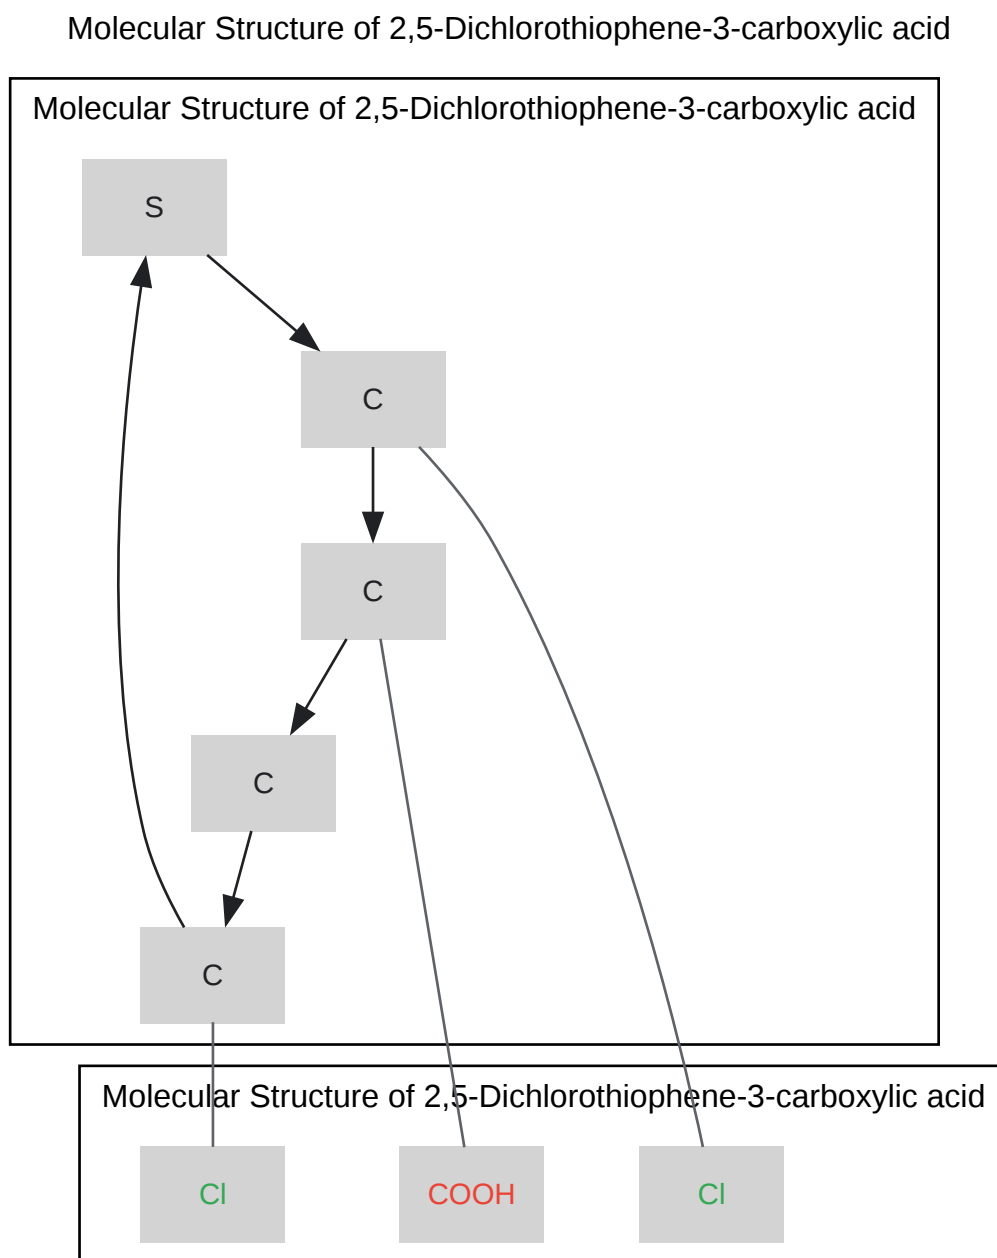 Molecular Structure of 2,5-Dichlorothiophene-3-carboxylic acid
Molecular Structure of 2,5-Dichlorothiophene-3-carboxylic acid
S
C
C
C
C
Molecular Structure of 2,5-Dichlorothiophene-3-carboxylic acid
Cl COOH Cl